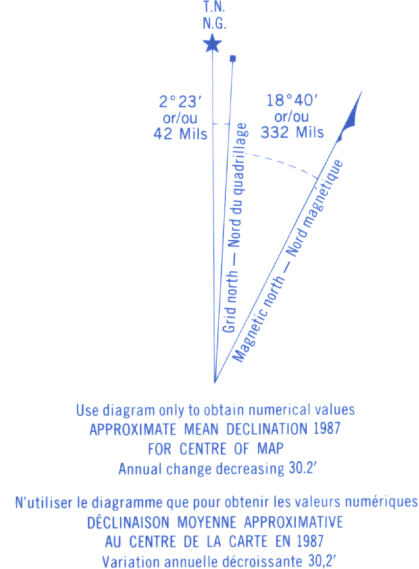 T.N.
N.G.
2°23′
or/ou
42 Mils
18°40′
or/ou
332 Mils
Grid north — Nord du quadrillage
Magnetic north — Nord magnétique
Use diagram only to obtain numerical values
APPROXIMATE MEAN DECLINATION 1987
FOR CENTRE OF MAP
Annual change decreasing 30.2′
N'utiliser le diagramme que pour obtenir les valeurs numériques
DÉCLINAISON MOYENNE APPROXIMATIVE
AU CENTRE DE LA CARTE EN 1987
Variation annuelle décroissante 30,2′